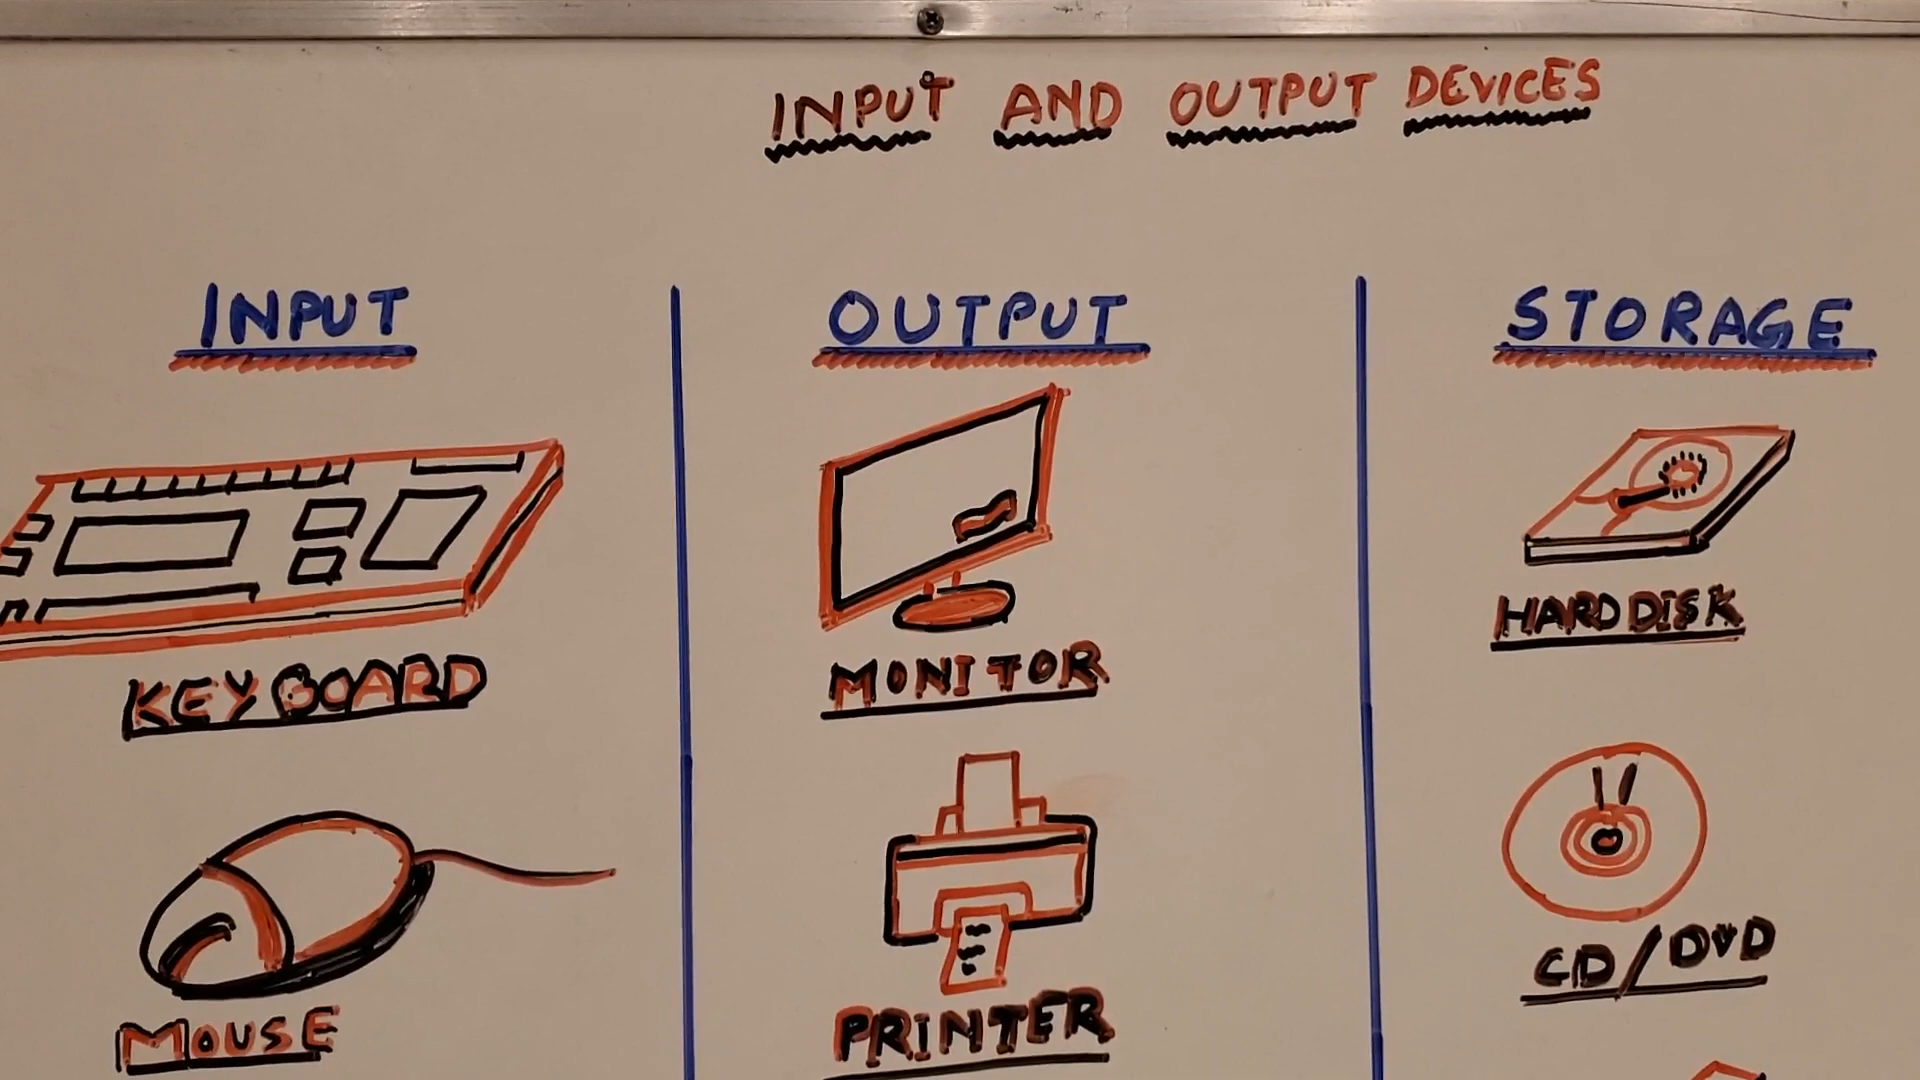 INPUT AND OUTPUT DEVICES
INPUT
KEYBOARD
MOUSE
OUTPUT
MONITOR
PRINTER
STORAGE
HARD DISK
CD/DVD